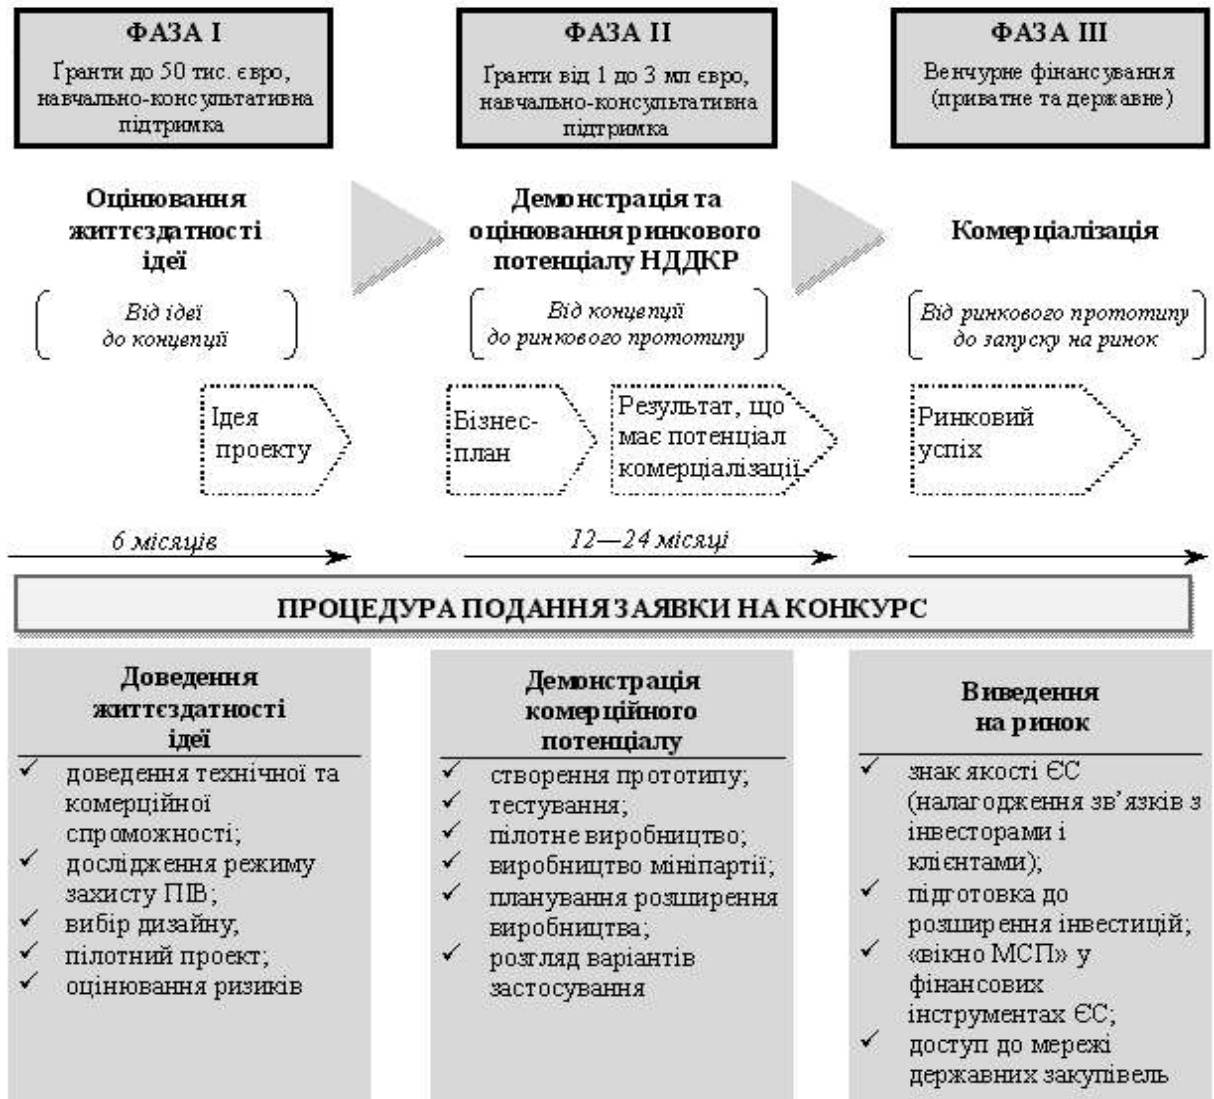 ФАЗА І
Ґранти до 50 тис. євро,
навчально-консультативна
підтримка
ФАЗА ІІ
Ґранти від 1 до 3 мп євро,
навчально-консультативна
підтримка
ФАЗА ІІІ
Венчурне фінансування
(приватне та державне)
Оцінювання
життєздатності
ідеї
Демонстрація та
оцінювання ринкового
потенціалу НДДКР
Комерціалізація
Від ідеї
до концепції
Від концепції
до ринкового прототипу
Від ринкового прототипу
до запуску на ринок
Ідея
проекту
Бізнес-
план
Результат, що
має потенціал
комерціалізації
Ринковий
успіх
6 місяців
12—24 місяці
ПРОЦЕДУРА ПОДАННЯ ЗАЯВКИ НА КОНКУРС
Доведення
життєздатності
ідеї
✓ доведення технічної та
комерційної
спроможності;
✓ дослідження режиму
захисту ПІВ;
✓ вибір дизайну;
✓ пілотний проект;
✓ оцінювання ризиків
Демонстрація
комерційного
потенціалу
✓ створення прототипу;
✓ тестування;
✓ пілотне виробництво;
✓ виробництво мініпартії;
✓ планування розширення
виробництва;
✓ розгляд варіантів
застосування
Виведення
на ринок
✓ знак якості ЄС
(налагодження зв’язків з
інвесторами і
клієнтами);
✓ підготовка до
розширення інвестицій;
✓ «вікно МСП» у
фінансових
інструментах ЄС;
✓ доступ до мережі
державних закупівель